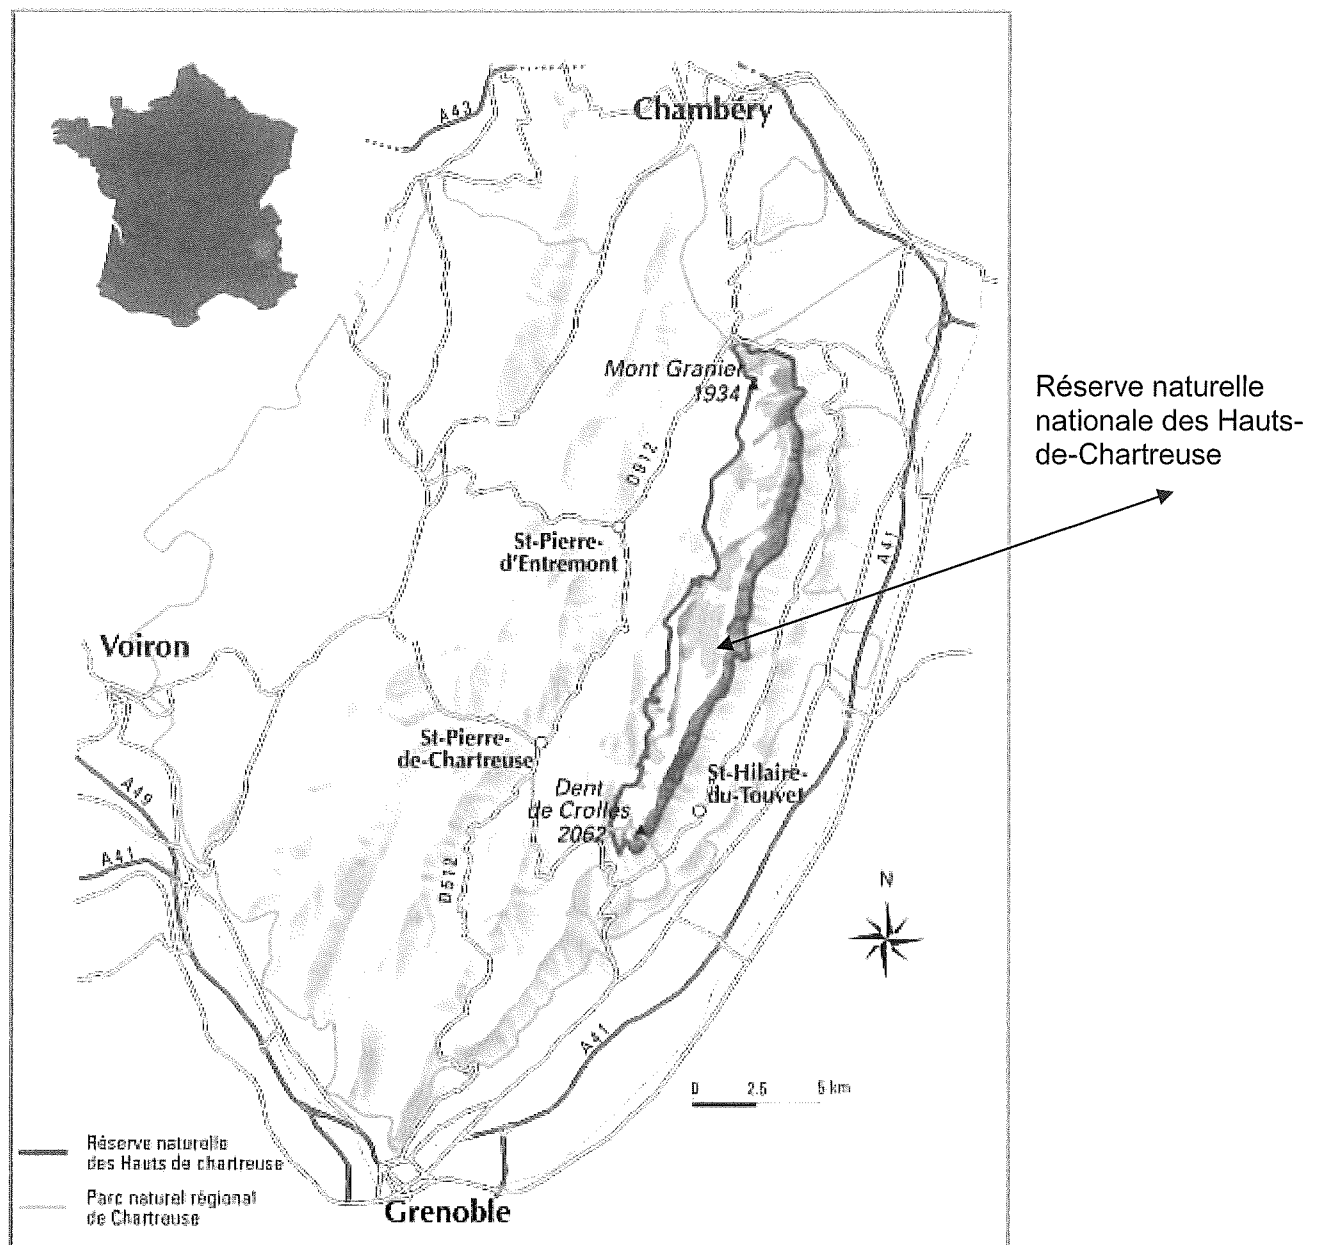 A43
Chambéry
Mont Granier
1934
Réserve naturelle
nationale des Hauts-
de-Chartreuse
D912
St-Pierre-
d'Entremont
A41
Voiron
St-Pierre-
de-Chartreuse
St-Hilaire-
du-Touvet
Dent
de Crolles
2062
A49
A41
D512
N
A41
0 2.5 5 km
Réserve naturelle
des Hauts de chartreuse
Parc naturel régional
de Chartreuse
Grenoble